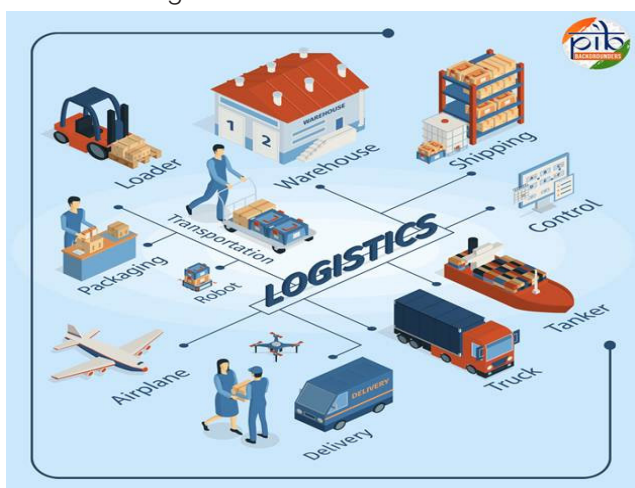 pib
BACKGROUNDERS
WAREHOUSE
1 2
Loader
Warehouse
Shipping
Control
Transportation
Packaging
Robot
LOGISTICS
Tanker
Airplane
Truck
DELIVERY
Delivery